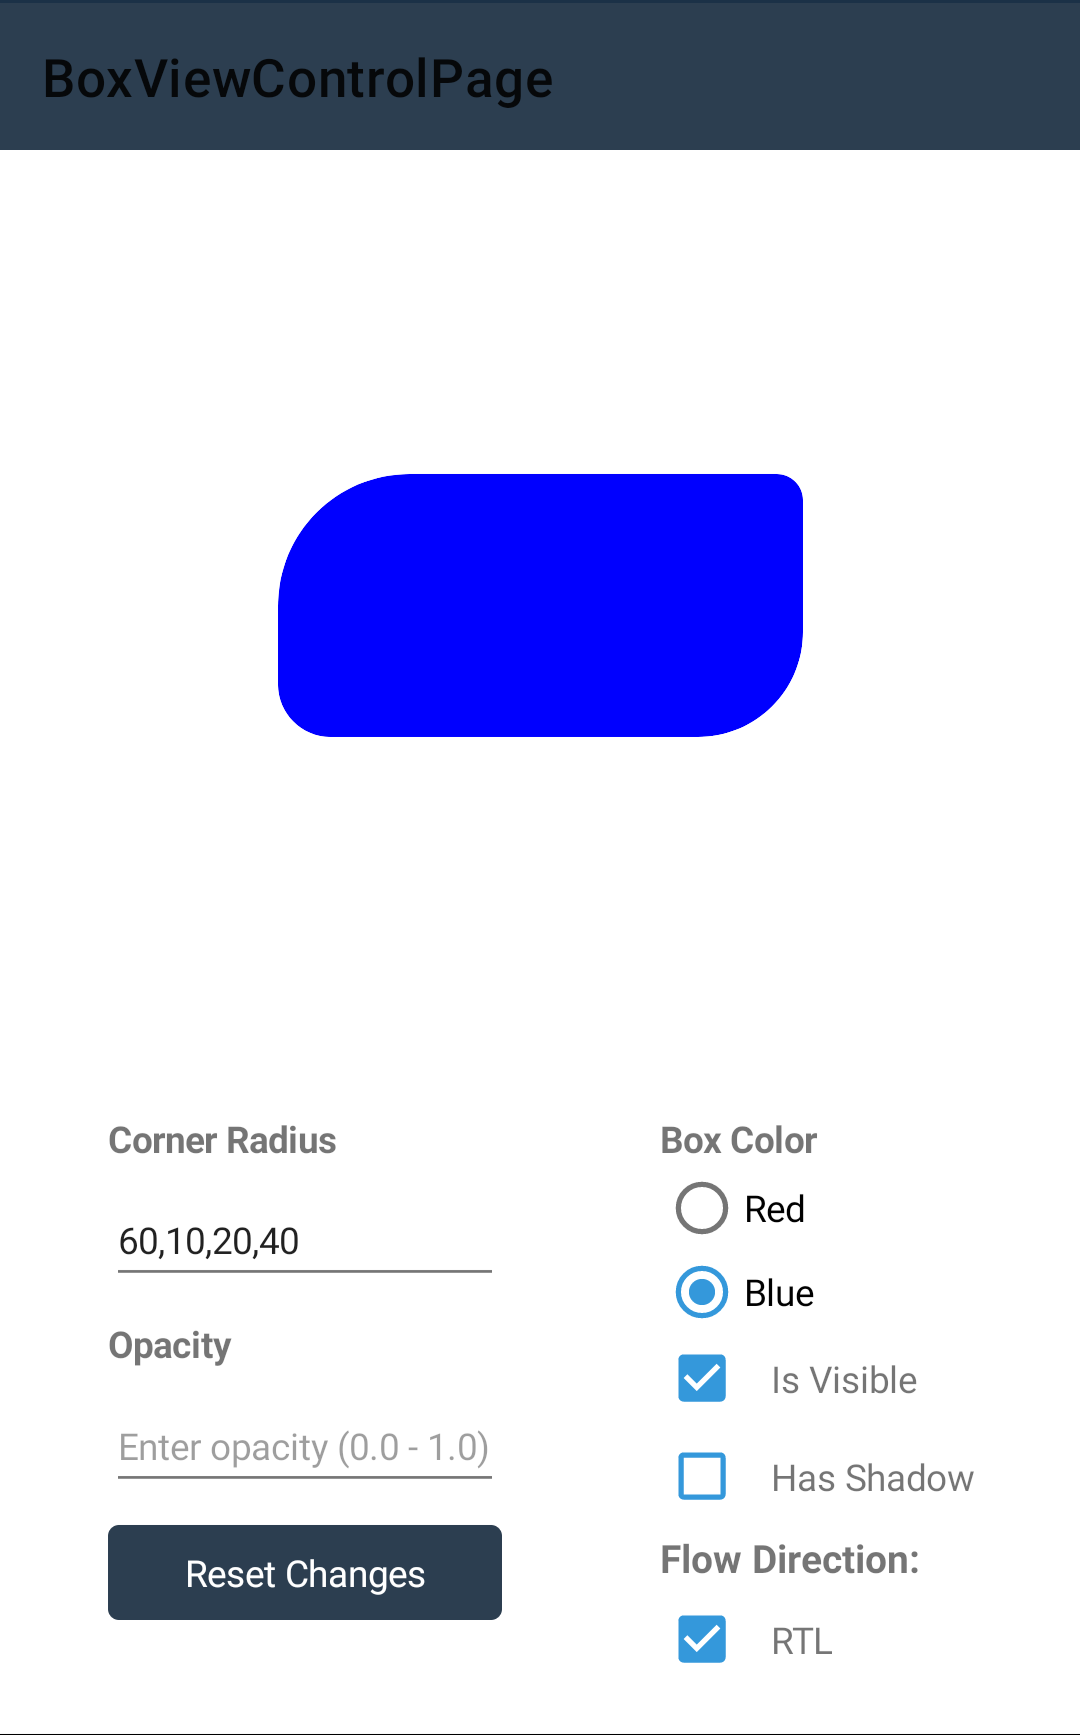 BoxViewControlPage
Corner Radius
60,10,20,40
Opacity
Enter opacity (0.0 - 1.0)
Reset Changes
Box Color
Red
Blue
Is Visible
Has Shadow
Flow Direction:
RTL